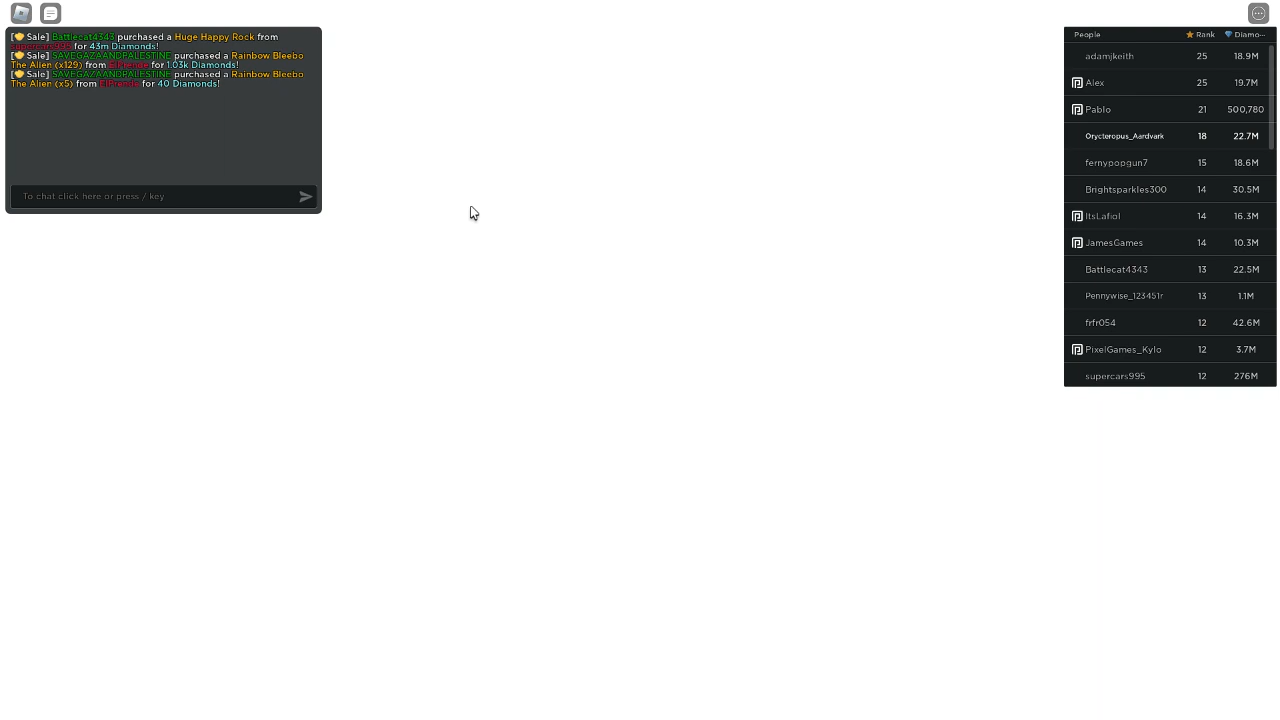 [ Sale] Battlecat4343 purchased a Huge Happy Rock from
supercars995 for 43m Diamonds!
[ Sale] SAVEGAZAANDPALESTINE purchased a Rainbow Bleebo
The Alien (x129) from ElPrende for 1.03k Diamonds!
[ Sale] SAVEGAZAANDPALESTINE purchased a Rainbow Bleebo
The Alien (x5) from ElPrende for 40 Diamonds!
To chat click here or press / key
People Rank Diamo...
adamjkeith 25 18.9M
Alex 25 19.7M
Pablo 21 500,780
Orycteropus_Aardvark 18 22.7M
fernypopgun7 15 18.6M
Brightsparkles300 14 30.5M
ItsLafiol 14 16.3M
JamesGames 14 10.3M
Battlecat4343 13 22.5M
Pennywise_123451r 13 1.1M
frfr054 12 42.6M
PixelGames_Kylo 12 3.7M
supercars995 12 276M